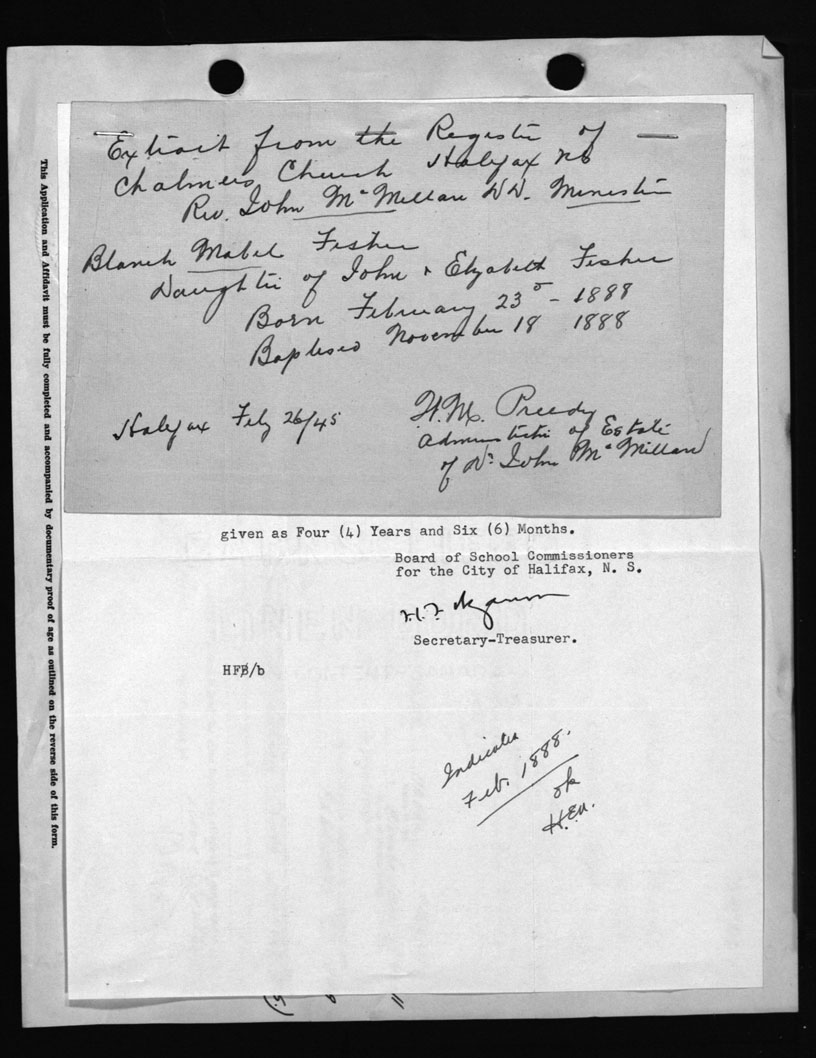 Extract from the Register of
Chalmers Church Halifax NS
Rev. John McMillan DD. Minister
Blanch Mabel Fisher
Daughter of John & Elizabeth Fisher
Born February 23d - 1888
Baptised November 18 1888
Halifax Feby 26/45
H.M. Preedy
Administrator of Estate
of Dr John McMillan
given as Four (4) Years and Six (6) Months.
Board of School Commissioners
for the City of Halifax, N. S.
Secretary-Treasurer.
HFB/b
Indicates
Feb. 1888.
ok
This Application and Affidavit must be fully completed and accompanied by documentary proof of age as outlined on the reverse side of this form.